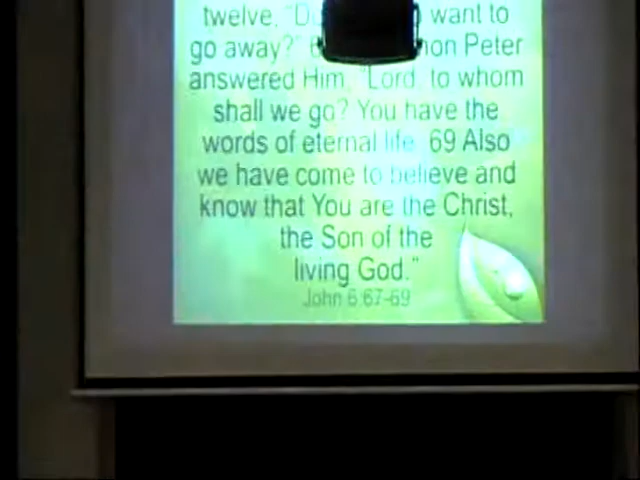 twelve, "D want to
go away?" mon Peter
answered Him, "Lord, to whom
shall we go? You have the
words of eternal life. 69 Also
we have come to believe and
know that You are the Christ,
the Son of the
living God."
John 6:67-69